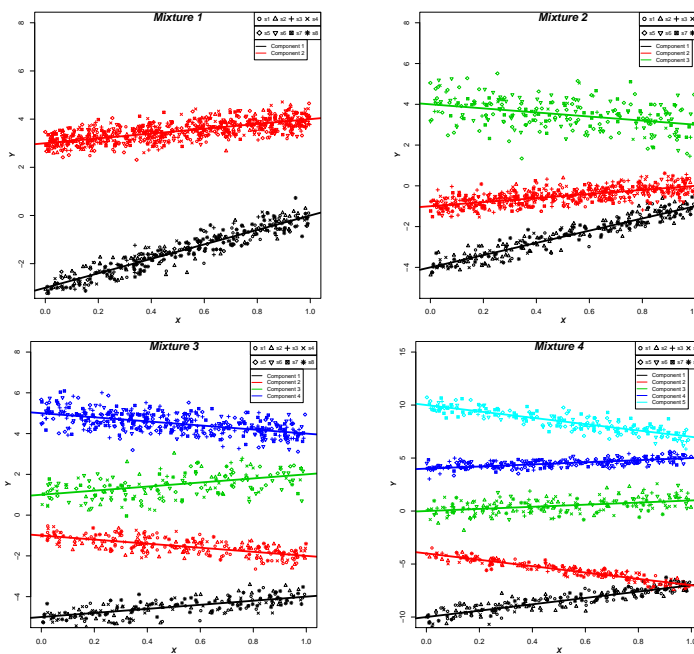 Mixture 1
s1 s2 s3 s4
s5 s6 s7 s8
Component 1
Component 2
8
6
4
2
0
−2
Y
0.0 0.2 0.4 0.6 0.8 1.0
X
Mixture 2
s1 s2 s3
s5 s6 s7 s8
Component 1
Component 2
Component 3
8
6
4
2
0
−2
−4
Y
0.0 0.2 0.4 0.6 0.8 1.0
X
Mixture 3
s1 s2 s3 s4
s5 s6 s7 s8
Component 1
Component 2
Component 3
Component 4
8
6
4
2
0
−2
−4
Y
0.0 0.2 0.4 0.6 0.8 1.0
X
Mixture 4
s1 s2 s3
s5 s6 s7
Component 1
Component 2
Component 3
Component 4
Component 5
15
10
5
0
−5
−10
Y
0.0 0.2 0.4 0.6 0.8 1.0
X